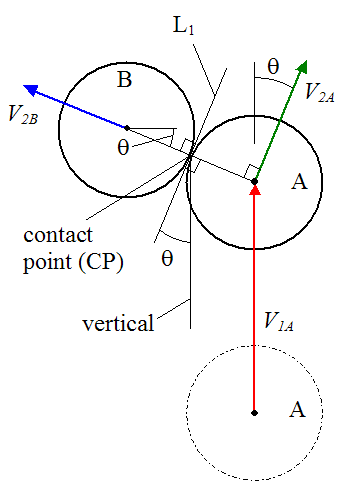 L₁
θ
B
V₂B
V₂A
θ
A
contact
point (CP)
θ
vertical
V₁A
A